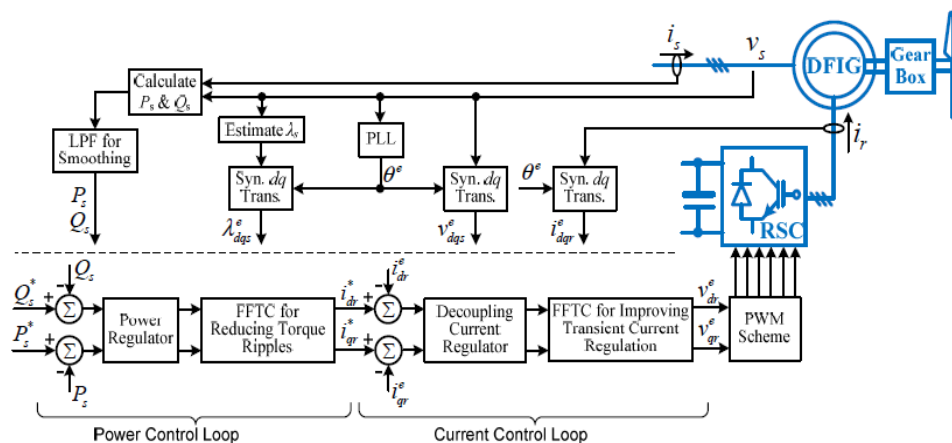 i_s
v_s
DFIG
Gear
Box
Calculate
P_s & Q_s
LPF for
Smoothing
Estimate λ_s
PLL
i_r
θ^e
θ^e
Syn. dq
Trans.
Syn. dq
Trans.
Syn. dq
Trans.
P_s
Q_s
λ^e_dqs
v^e_dqs
i^e_dqr
RSC
Q_s
i^e_dr
Q_s^*
+
−
Σ
i^*_dr
+
−
Σ
v^e_dr
Power
Regulator
FFTC for
Reducing Torque
Ripples
Decoupling
Current
Regulator
FFTC for Improving
Transient Current
Regulation
PWM
Scheme
P_s^*
+
−
Σ
i^*_qr
+
−
Σ
v^e_qr
P_s
i^e_qr
Power Control Loop
Current Control Loop